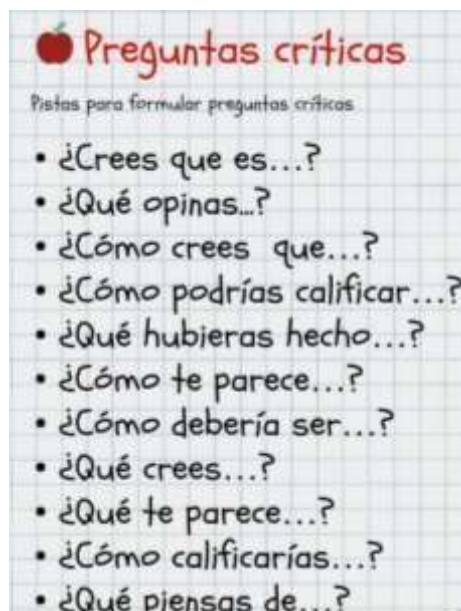 Preguntas críticas
Pistas para formular preguntas críticas
• ¿Crees que es...?
• ¿Qué opinas...?
• ¿Cómo crees que...?
• ¿Cómo podrías calificar...?
• ¿Qué hubieras hecho...?
• ¿Cómo te parece...?
• ¿Cómo debería ser...?
• ¿Qué crees...?
• ¿Qué te parece...?
• ¿Cómo calificarías...?
• ¿Qué piensas de...?